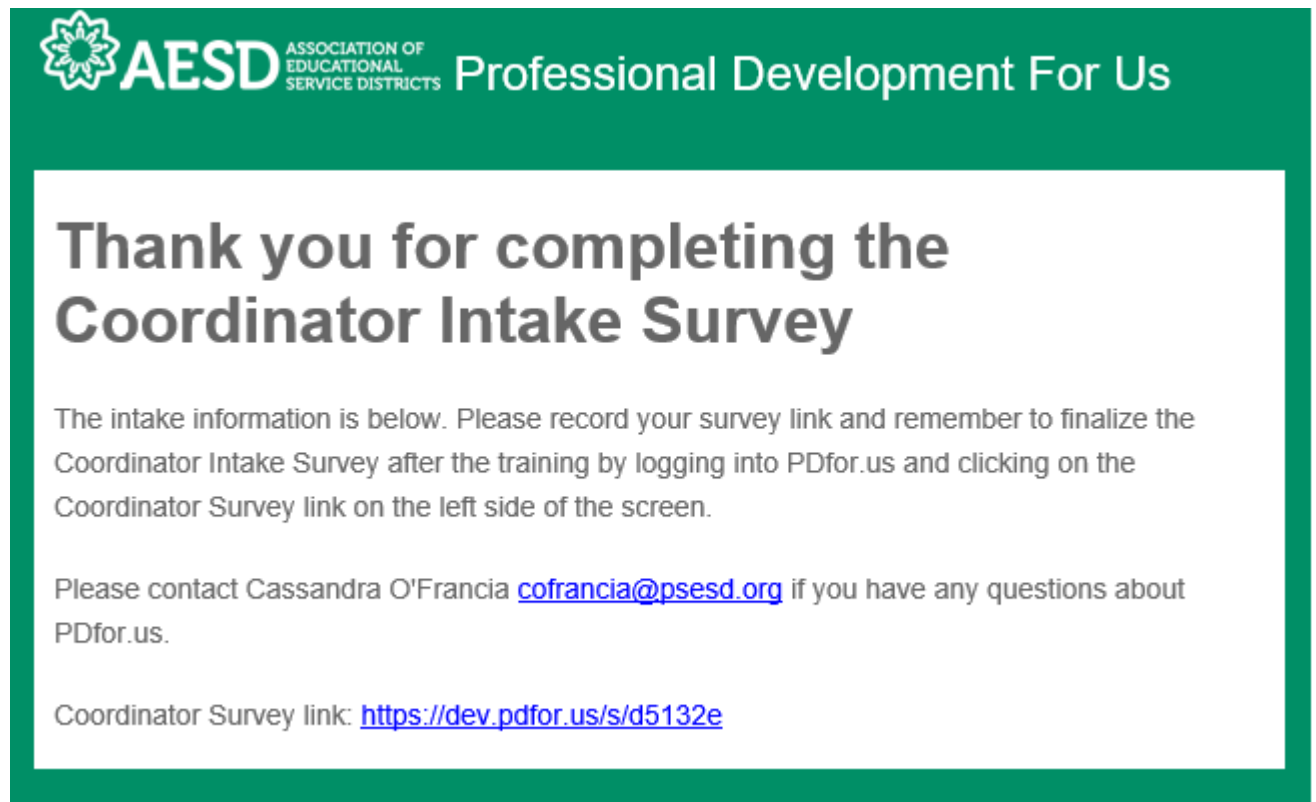 AESD ASSOCIATION OF EDUCATIONAL SERVICE DISTRICTS Professional Development For Us
Thank you for completing the
Coordinator Intake Survey
The intake information is below. Please record your survey link and remember to finalize the
Coordinator Intake Survey after the training by logging into PDfor.us and clicking on the
Coordinator Survey link on the left side of the screen.
Please contact Cassandra O'Francia cofrancia@psesd.org if you have any questions about
PDfor.us.
Coordinator Survey link: https://dev.pdfor.us/s/d5132e